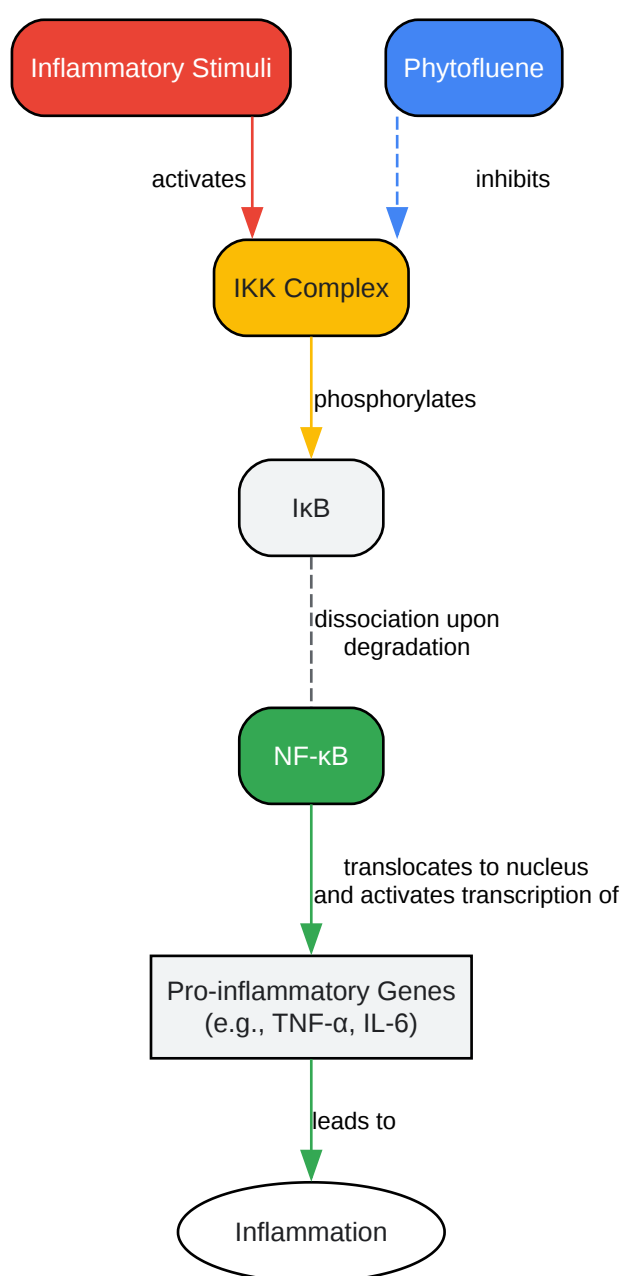 Inflammatory Stimuli
Phytofluene
activates
inhibits
IKK Complex
phosphorylates
IκB
dissociation upon
degradation
NF-κB
translocates to nucleus
and activates transcription of
Pro-inflammatory Genes
(e.g., TNF-α, IL-6)
leads to
Inflammation